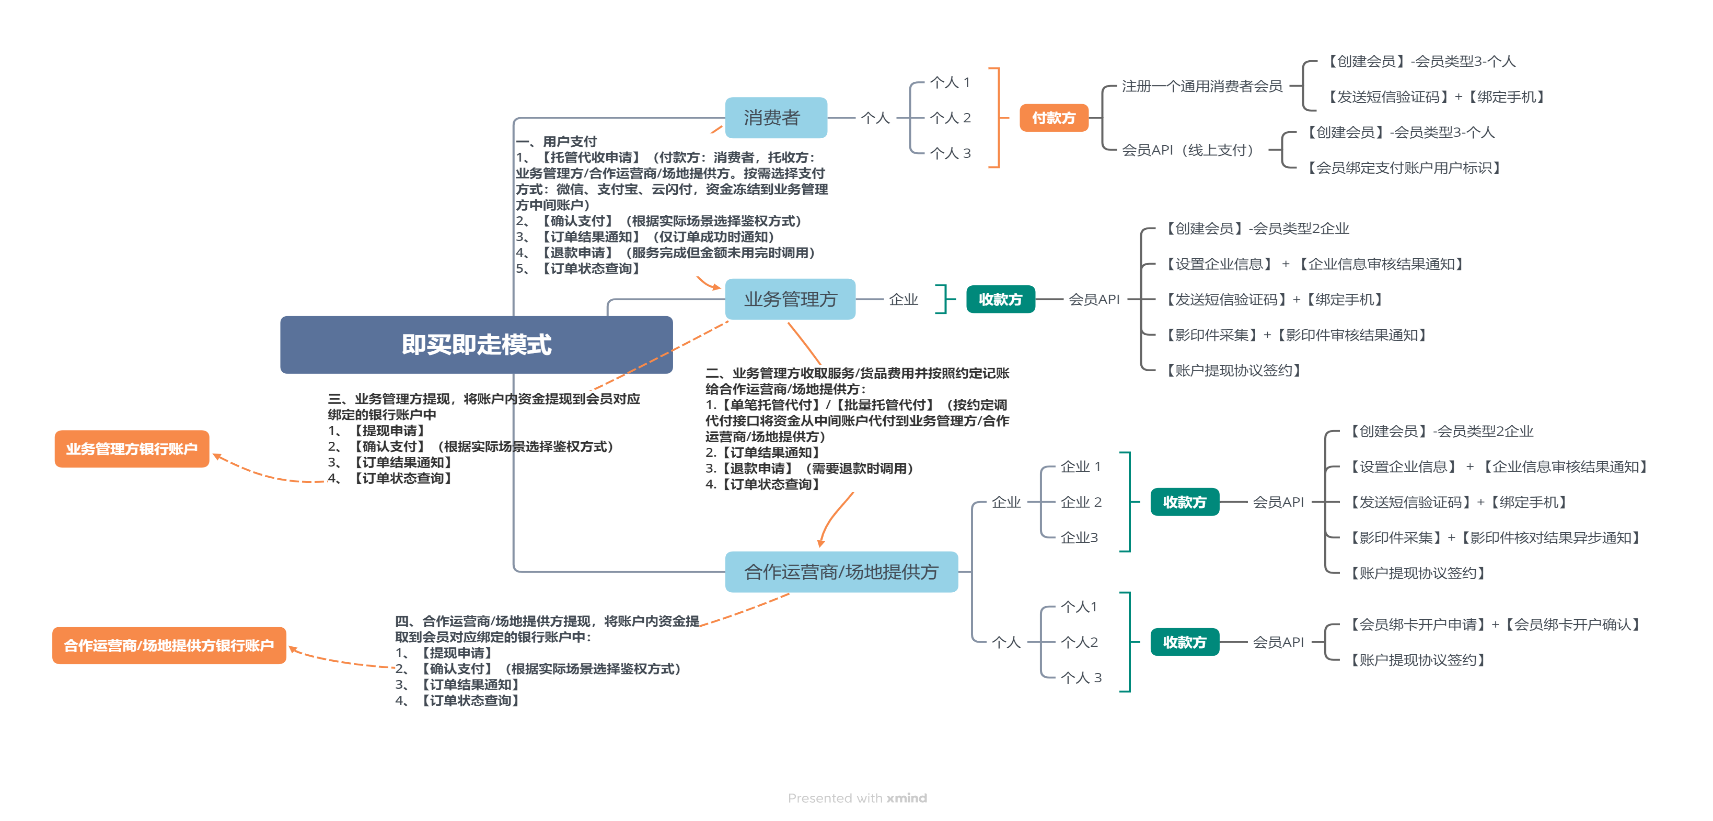 即买即走模式
消费者
个人
个人 1
个人 2
个人 3
付款方
注册一个通用消费者会员
【创建会员】-会员类型3-个人
【发送短信验证码】+【绑定手机】
会员API（线上支付）
【创建会员】-会员类型3-个人
【会员绑定支付账户用户标识】
一、用户支付
1、【托管代收申请】（付款方：消费者，托收方：
业务管理方/合作运营商/场地提供方。按需选择支付
方式：微信、支付宝、云闪付，资金冻结到业务管理
方中间账户）
2、【确认支付】（根据实际场景选择鉴权方式）
3、【订单结果通知】（仅订单成功时通知）
4、【退款申请】（服务完成但金额未用完时调用）
5、【订单状态查询】
业务管理方
企业
收款方
会员API
【创建会员】-会员类型2企业
【设置企业信息】 + 【企业信息审核结果通知】
【发送短信验证码】+【绑定手机】
【影印件采集】+【影印件审核结果通知】
【账户提现协议签约】
二、业务管理方收取服务/货品费用并按照约定记账
给合作运营商/场地提供方：
1.【单笔托管代付】/【批量托管代付】（按约定调
代付接口将资金从中间账户代付到业务管理方/合作
运营商/场地提供方）
2.【订单结果通知】
3.【退款申请】（需要退款时调用）
4.【订单状态查询】
三、业务管理方提现，将账户内资金提现到会员对应
绑定的银行账户中
1、【提现申请】
2、【确认支付】（根据实际场景选择鉴权方式）
3、【订单结果通知】
4、【订单状态查询】
业务管理方银行账户
合作运营商/场地提供方
企业
企业 1
企业 2
企业3
收款方
会员API
【创建会员】-会员类型2企业
【设置企业信息】 + 【企业信息审核结果通知】
【发送短信验证码】+【绑定手机】
【影印件采集】+【影印件核对结果异步通知】
【账户提现协议签约】
个人
个人1
个人2
个人 3
收款方
会员API
【会员绑卡开户申请】+【会员绑卡开户确认】
【账户提现协议签约】
四、合作运营商/场地提供方提现，将账户内资金提
取到会员对应绑定的银行账户中：
1、【提现申请】
2、【确认支付】（根据实际场景选择鉴权方式）
3、【订单结果通知】
4、【订单状态查询】
合作运营商/场地提供方银行账户
Presented with xmind